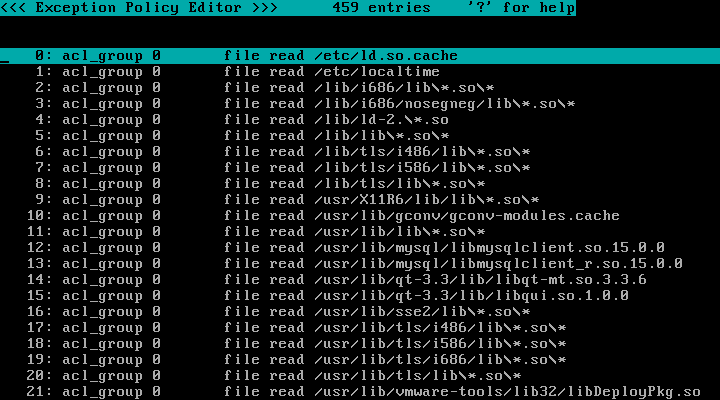 <<< Exception Policy Editor >>>      459 entries    '?' for help
0: acl_group 0       file read /etc/ld.so.cache
1: acl_group 0       file read /etc/localtime
2: acl_group 0       file read /lib/i686/lib\*.so\*
3: acl_group 0       file read /lib/i686/nosegneg/lib\*.so\*
4: acl_group 0       file read /lib/ld-2.\*.so
5: acl_group 0       file read /lib/lib\*.so\*
6: acl_group 0       file read /lib/tls/i486/lib\*.so\*
7: acl_group 0       file read /lib/tls/i586/lib\*.so\*
8: acl_group 0       file read /lib/tls/lib\*.so\*
9: acl_group 0       file read /usr/X11R6/lib/lib\*.so\*
10: acl_group 0       file read /usr/lib/gconv/gconv-modules.cache
11: acl_group 0       file read /usr/lib/lib\*.so\*
12: acl_group 0       file read /usr/lib/mysql/libmysqlclient.so.15.0.0
13: acl_group 0       file read /usr/lib/mysql/libmysqlclient_r.so.15.0.0
14: acl_group 0       file read /usr/lib/qt-3.3/lib/libqt-mt.so.3.3.6
15: acl_group 0       file read /usr/lib/qt-3.3/lib/libqui.so.1.0.0
16: acl_group 0       file read /usr/lib/sse2/lib\*.so\*
17: acl_group 0       file read /usr/lib/tls/i486/lib\*.so\*
18: acl_group 0       file read /usr/lib/tls/i586/lib\*.so\*
19: acl_group 0       file read /usr/lib/tls/i686/lib\*.so\*
20: acl_group 0       file read /usr/lib/tls/lib\*.so\*
21: acl_group 0       file read /usr/lib/vmware-tools/lib32/libDeployPkg.so